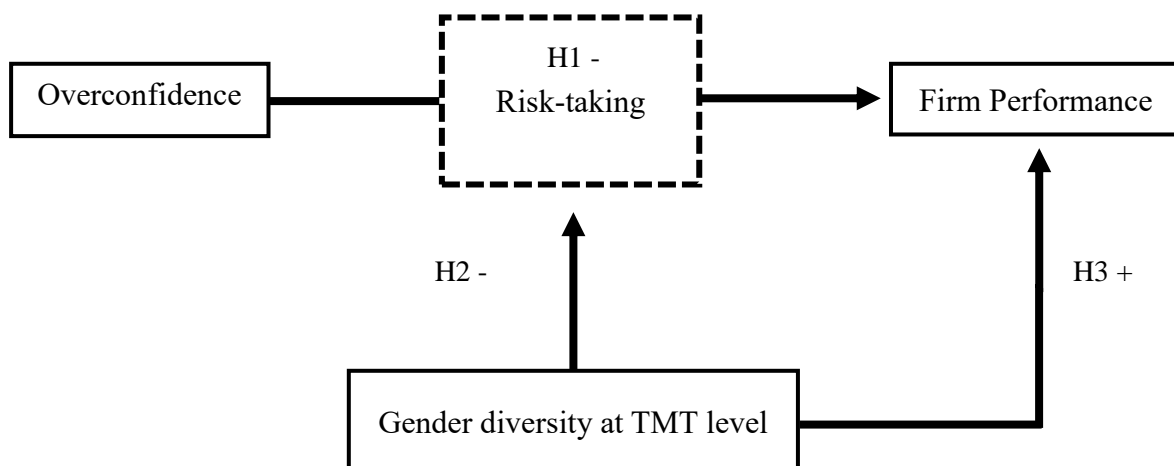 H1 -
Overconfidence
Risk-taking
Firm Performance
H2 -
H3 +
Gender diversity at TMT level